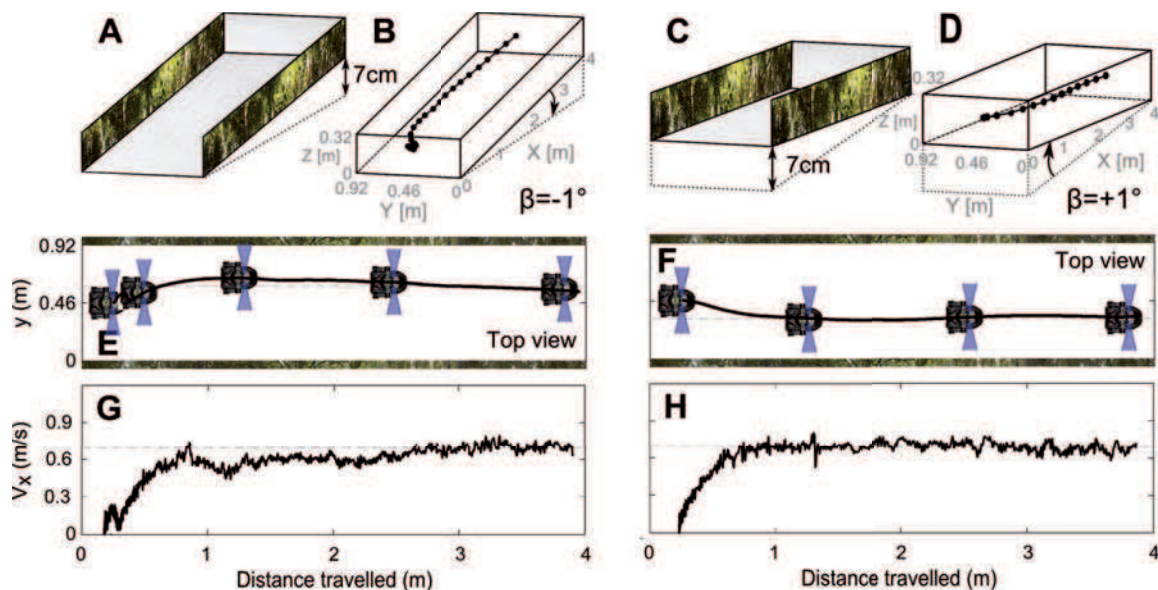 A
7cm
B
4
3
2
1
0
X [m]
0.32
Z [m]
0
0.92
0.46
0
Y [m]
β=-1°
C
7cm
D
0.32
Z [m]
0
0.92
0.46
0
0
1
2
3
4
X [m]
Y [m]
β=+1°
0.92
0.46
0
y (m)
E
Top view
F
Top view
G
0.9
0.6
0.3
0
Vx (m/s)
0 1 2 3 4
Distance travelled (m)
H
0 1 2 3 4
Distance travelled (m)